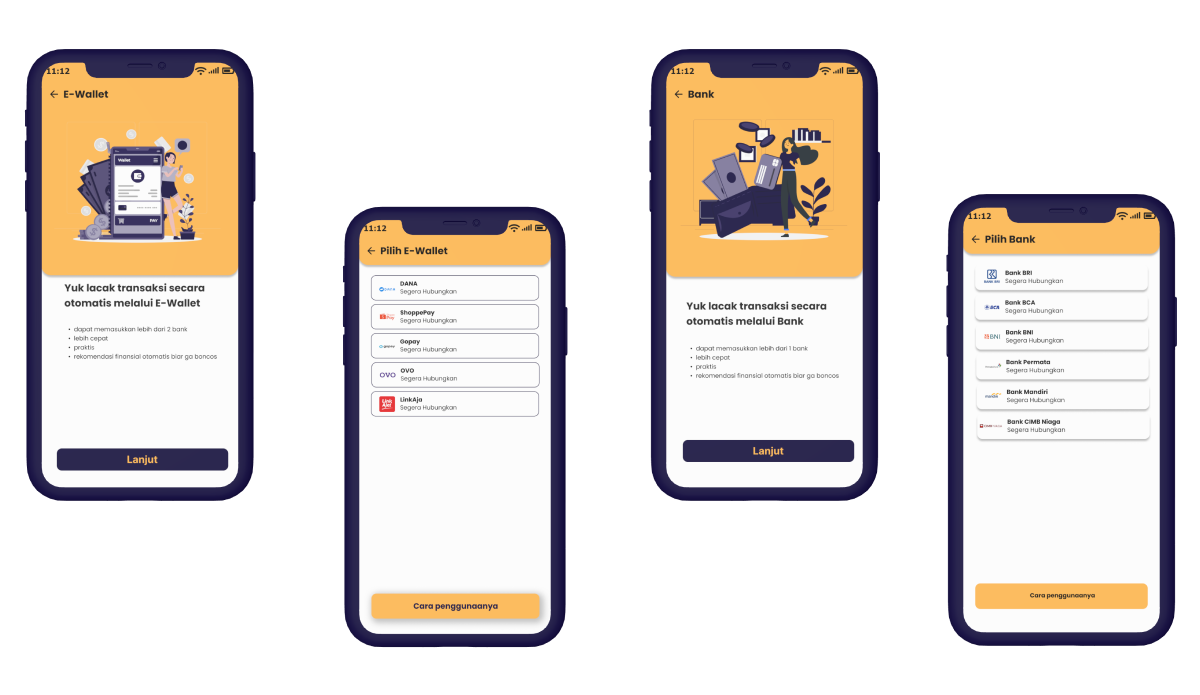 11:12
E-Wallet
Wallet
PAY
Yuk lacak transaksi secara
otomatis melalui E-Wallet
• dapat memasukkan lebih dari 2 bank
• lebih cepat
• praktis
• rekomendasi finansial otomatis biar ga boncos
Lanjut
11:12
Pilih E-Wallet
DANA
Segera Hubungkan
ShoppePay
Segera Hubungkan
Gopay
Segera Hubungkan
OVO
OVO
Segera Hubungkan
Link
Aja!
LinkAja
Segera Hubungkan
Cara penggunaanya
11:12
Bank
Yuk lacak transaksi secara
otomatis melalui Bank
• dapat memasukkan lebih dari 1 bank
• lebih cepat
• praktis
• rekomendasi finansial otomatis biar ga boncos
Lanjut
11:12
Pilih Bank
BANK BRI
Bank BRI
Segera Hubungkan
BCA
Bank BCA
Segera Hubungkan
BNI
Bank BNI
Segera Hubungkan
Bank Permata
Segera Hubungkan
Bank Mandiri
Segera Hubungkan
Bank CIMB Niaga
Segera Hubungkan
Cara penggunaanya